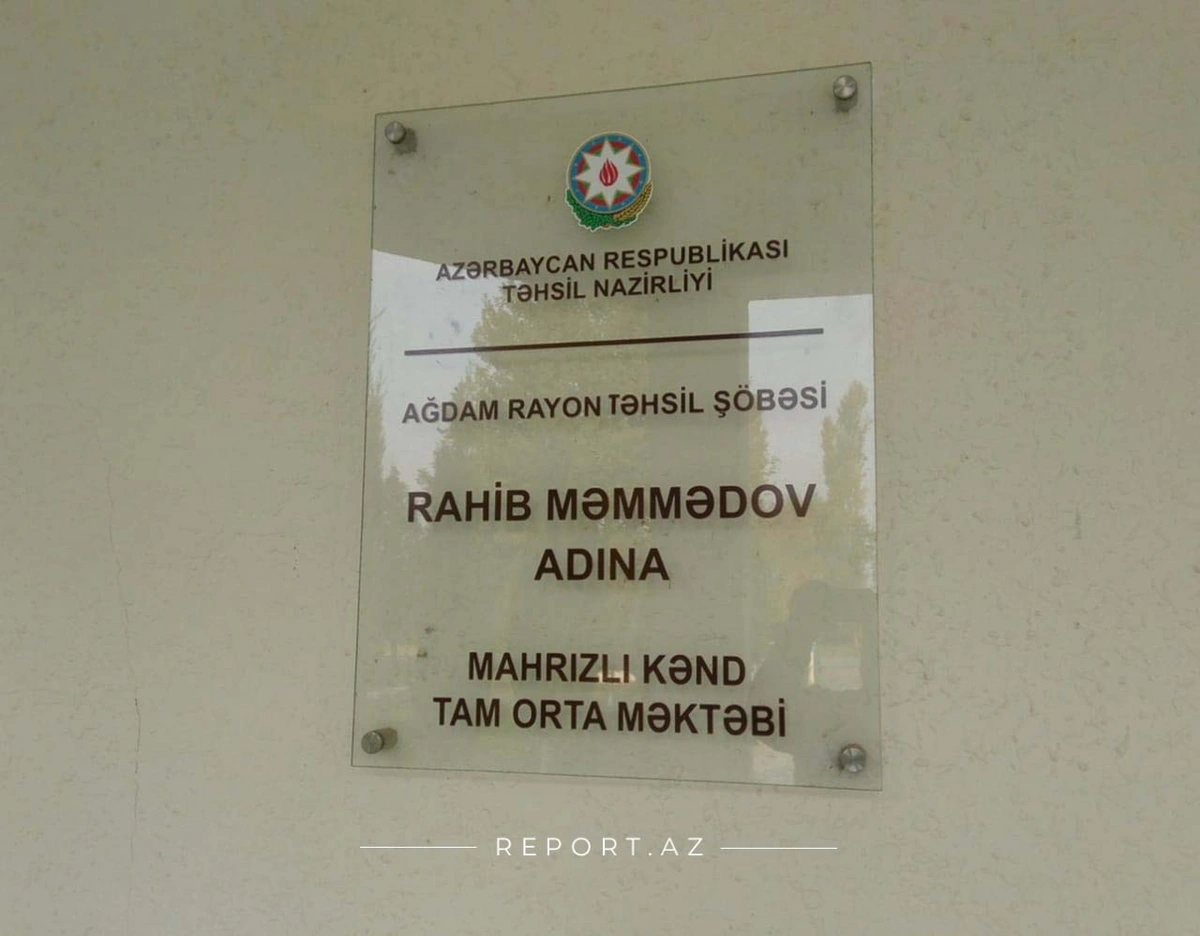 AZƏRBAYCAN RESPUBLİKASI
TƏHSİL NAZİRLİYİ
AĞDAM RAYON TƏHSİL ŞÖBƏSİ
RAHİB MƏMMƏDOV
ADINA
MAHRIZLI KƏND
TAM ORTA MƏKTƏBİ
REPORT.AZ